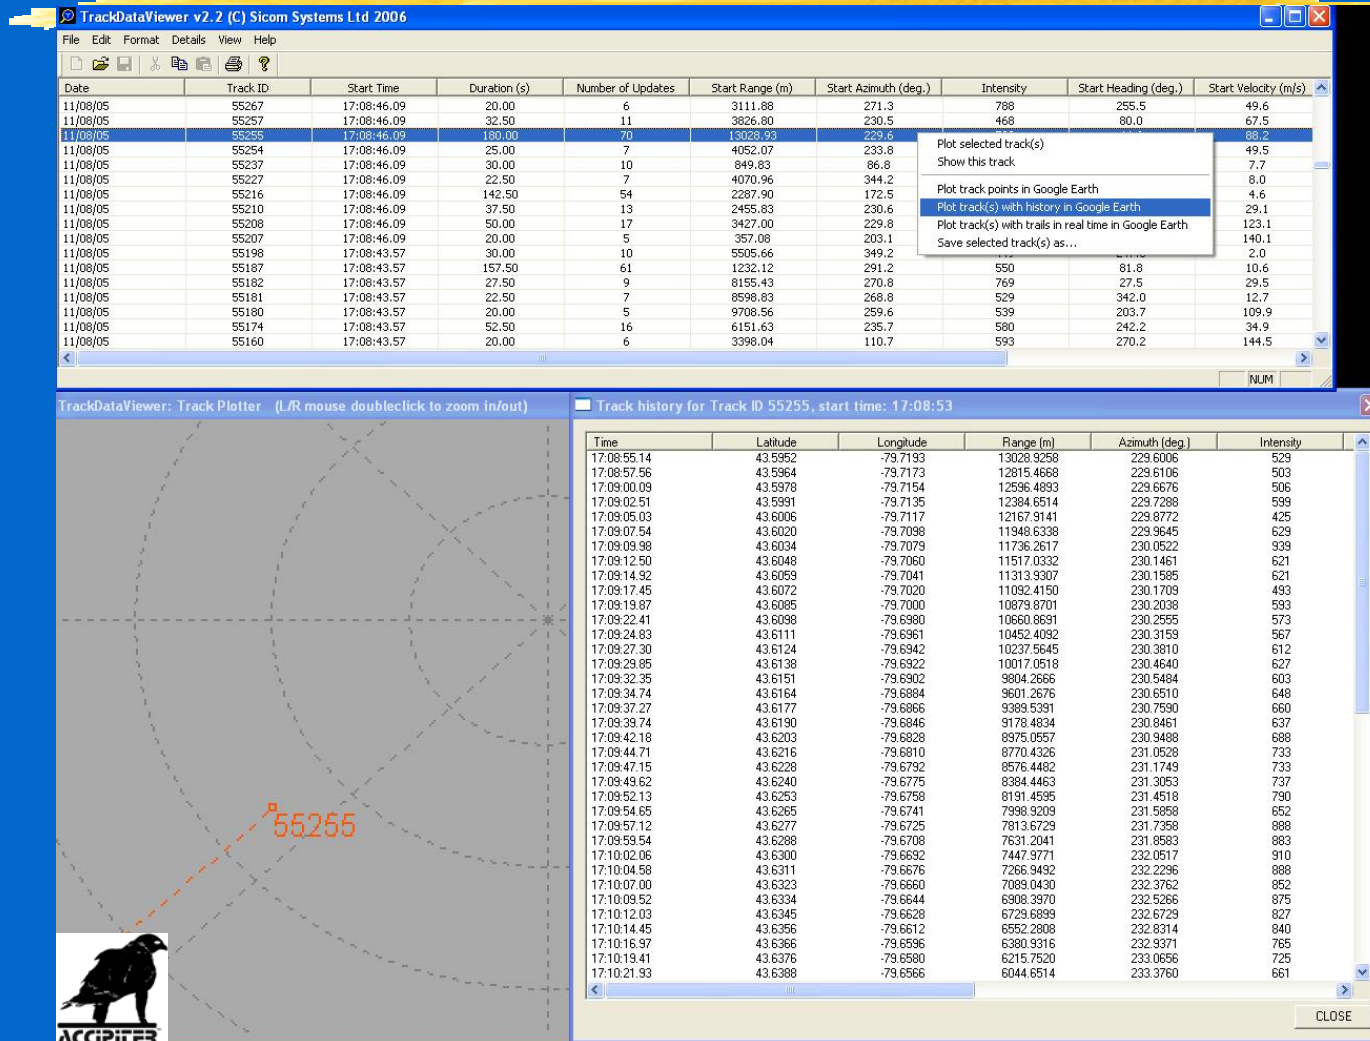 TrackDataViewer v2.2 (C) Sicom Systems Ltd 2006
File Edit Format Details View Help
Date Track ID Start Time Duration (s) Number of Updates Start Range (m) Start Azimuth (deg.) Intensity Start Heading (deg.) Start Velocity (m/s)
11/08/05 55267 17:08:46.09 20.00 6 3111.88 271.3 788 255.5 49.6
11/08/05 55257 17:08:46.09 32.50 11 3826.80 230.5 468 80.0 67.5
11/08/05 55255 17:08:46.09 180.00 70 13028.93 229.6 88.2
11/08/05 55254 17:08:46.09 25.00 7 4052.07 233.8 49.5
11/08/05 55237 17:08:46.09 30.00 10 849.83 86.8 7.7
11/08/05 55227 17:08:46.09 22.50 7 4070.96 344.2 8.0
11/08/05 55216 17:08:46.09 142.50 54 2287.90 172.5 4.6
11/08/05 55210 17:08:46.09 37.50 13 2455.83 230.6 29.1
11/08/05 55208 17:08:46.09 50.00 17 3427.00 229.8 123.1
11/08/05 55207 17:08:46.09 20.00 5 357.08 203.1 140.1
11/08/05 55198 17:08:43.57 30.00 10 5505.66 349.2 2.0
11/08/05 55187 17:08:43.57 157.50 61 1232.12 291.2 550 81.8 10.6
11/08/05 55182 17:08:43.57 27.50 9 8155.43 270.8 769 27.5 29.5
11/08/05 55181 17:08:43.57 22.50 7 8598.83 268.8 529 342.0 12.7
11/08/05 55180 17:08:43.57 20.00 5 9708.56 259.6 539 203.7 109.9
11/08/05 55174 17:08:43.57 52.50 16 6151.63 235.7 580 242.2 34.9
11/08/05 55160 17:08:43.57 20.00 6 3398.04 110.7 593 270.2 144.5
Plot selected track(s)
Show this track
Plot track points in Google Earth
Plot track(s) with history in Google Earth
Plot track(s) with trails in real time in Google Earth
Save selected track(s) as...
NUM
TrackDataViewer: Track Plotter (L/R mouse doubleclick to zoom in/out)
55255
ACCIPITER
Track history for Track ID 55255, start time: 17:08:53
Time Latitude Longitude Range (m) Azimuth (deg.) Intensity
17:08:55.14 43.5952 -79.7193 13028.9258 229.6006 529
17:08:57.56 43.5964 -79.7173 12815.4668 229.6106 503
17:09:00.09 43.5978 -79.7154 12596.4893 229.6676 506
17:09:02.51 43.5991 -79.7135 12384.6514 229.7288 599
17:09:05.03 43.6006 -79.7117 12167.9141 229.8772 425
17:09:07.54 43.6020 -79.7098 11948.6338 229.9645 629
17:09:09.98 43.6034 -79.7079 11736.2617 230.0522 939
17:09:12.50 43.6048 -79.7060 11517.0332 230.1461 621
17:09:14.92 43.6059 -79.7041 11313.9307 230.1585 621
17:09:17.45 43.6072 -79.7020 11092.4150 230.1709 493
17:09:19.87 43.6085 -79.7000 10879.8701 230.2038 593
17:09:22.41 43.6098 -79.6980 10660.8691 230.2555 573
17:09:24.83 43.6111 -79.6961 10452.4092 230.3159 567
17:09:27.30 43.6124 -79.6942 10237.5645 230.3810 612
17:09:29.85 43.6138 -79.6922 10017.0518 230.4640 627
17:09:32.35 43.6151 -79.6902 9804.2666 230.5484 603
17:09:34.74 43.6164 -79.6884 9601.2676 230.6510 648
17:09:37.27 43.6177 -79.6866 9389.5391 230.7590 660
17:09:39.74 43.6190 -79.6846 9178.4834 230.8461 637
17:09:42.18 43.6203 -79.6828 8975.0557 230.9488 688
17:09:44.71 43.6216 -79.6810 8770.4326 231.0528 733
17:09:47.15 43.6228 -79.6792 8576.4482 231.1749 733
17:09:49.62 43.6240 -79.6775 8384.4463 231.3053 737
17:09:52.13 43.6253 -79.6758 8191.4595 231.4518 790
17:09:54.65 43.6265 -79.6741 7998.9209 231.5858 652
17:09:57.12 43.6277 -79.6725 7813.6729 231.7358 888
17:09:59.54 43.6288 -79.6708 7631.2041 231.8583 883
17:10:02.06 43.6300 -79.6692 7447.9771 232.0517 910
17:10:04.58 43.6311 -79.6676 7266.9492 232.2296 888
17:10:07.00 43.6323 -79.6660 7089.0430 232.3762 852
17:10:09.52 43.6334 -79.6644 6908.3970 232.5266 875
17:10:12.03 43.6345 -79.6628 6729.6899 232.6729 827
17:10:14.45 43.6356 -79.6612 6552.2808 232.8314 840
17:10:16.97 43.6366 -79.6596 6380.9316 232.9371 765
17:10:19.41 43.6376 -79.6580 6215.7520 233.0656 725
17:10:21.93 43.6388 -79.6566 6044.6514 233.3760 661
CLOSE